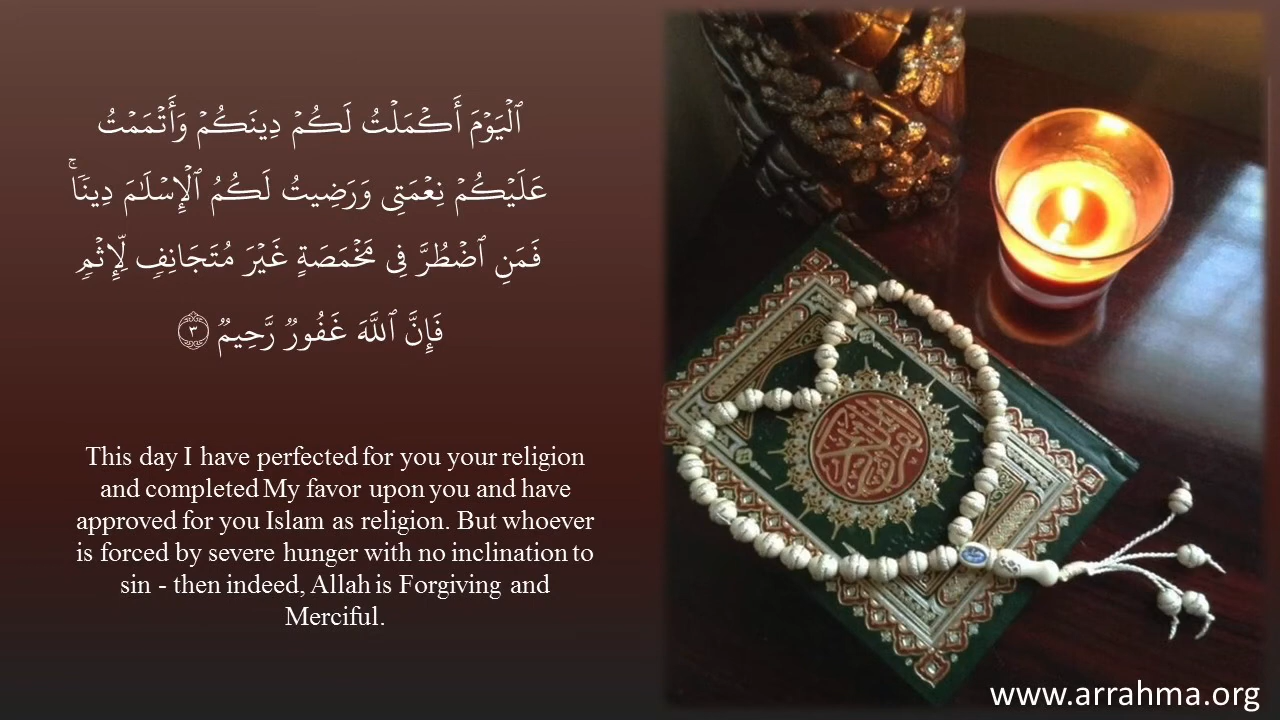 ٱلۡيَوۡمَ أَكۡمَلۡتُ لَكُمۡ دِينَكُمۡ وَأَتۡمَمۡتُ
عَلَيۡكُمۡ نِعۡمَتِى وَرَضِيتُ لَكُمُ ٱلۡإِسۡلَـٰمَ دِينًۭاۚ
فَمَنِ ٱضۡطُرَّ فِى مَخۡمَصَةٍ غَيۡرَ مُتَجَانِفٍۢ لِّإِثۡمٍۢ
فَإِنَّ ٱللَّهَ غَفُورٌۭ رَّحِيمٌۭ ٣
This day I have perfected for you your religion
and completed My favor upon you and have
approved for you Islam as religion. But whoever
is forced by severe hunger with no inclination to
sin - then indeed, Allah is Forgiving and
Merciful.
www.arrahma.org